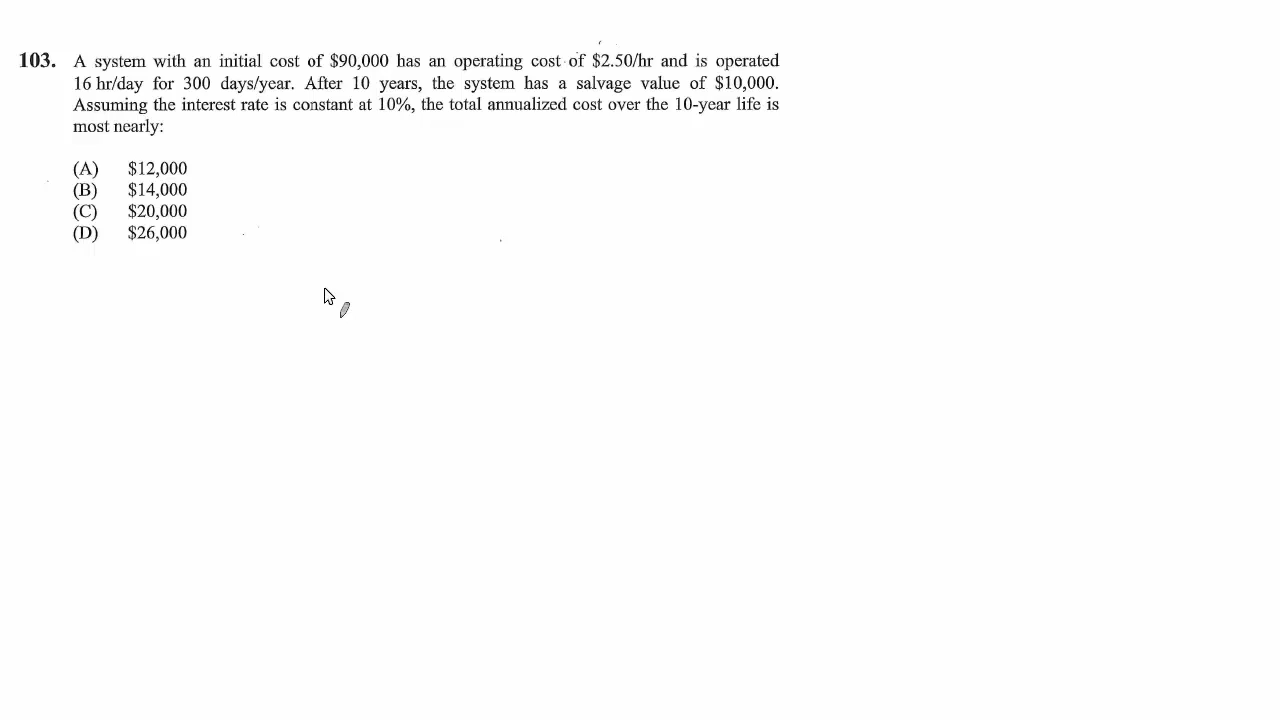 103. A system with an initial cost of $90,000 has an operating cost of $2.50/hr and is operated
16 hr/day for 300 days/year. After 10 years, the system has a salvage value of $10,000.
Assuming the interest rate is constant at 10%, the total annualized cost over the 10-year life is
most nearly:
(A) $12,000
(B) $14,000
(C) $20,000
(D) $26,000